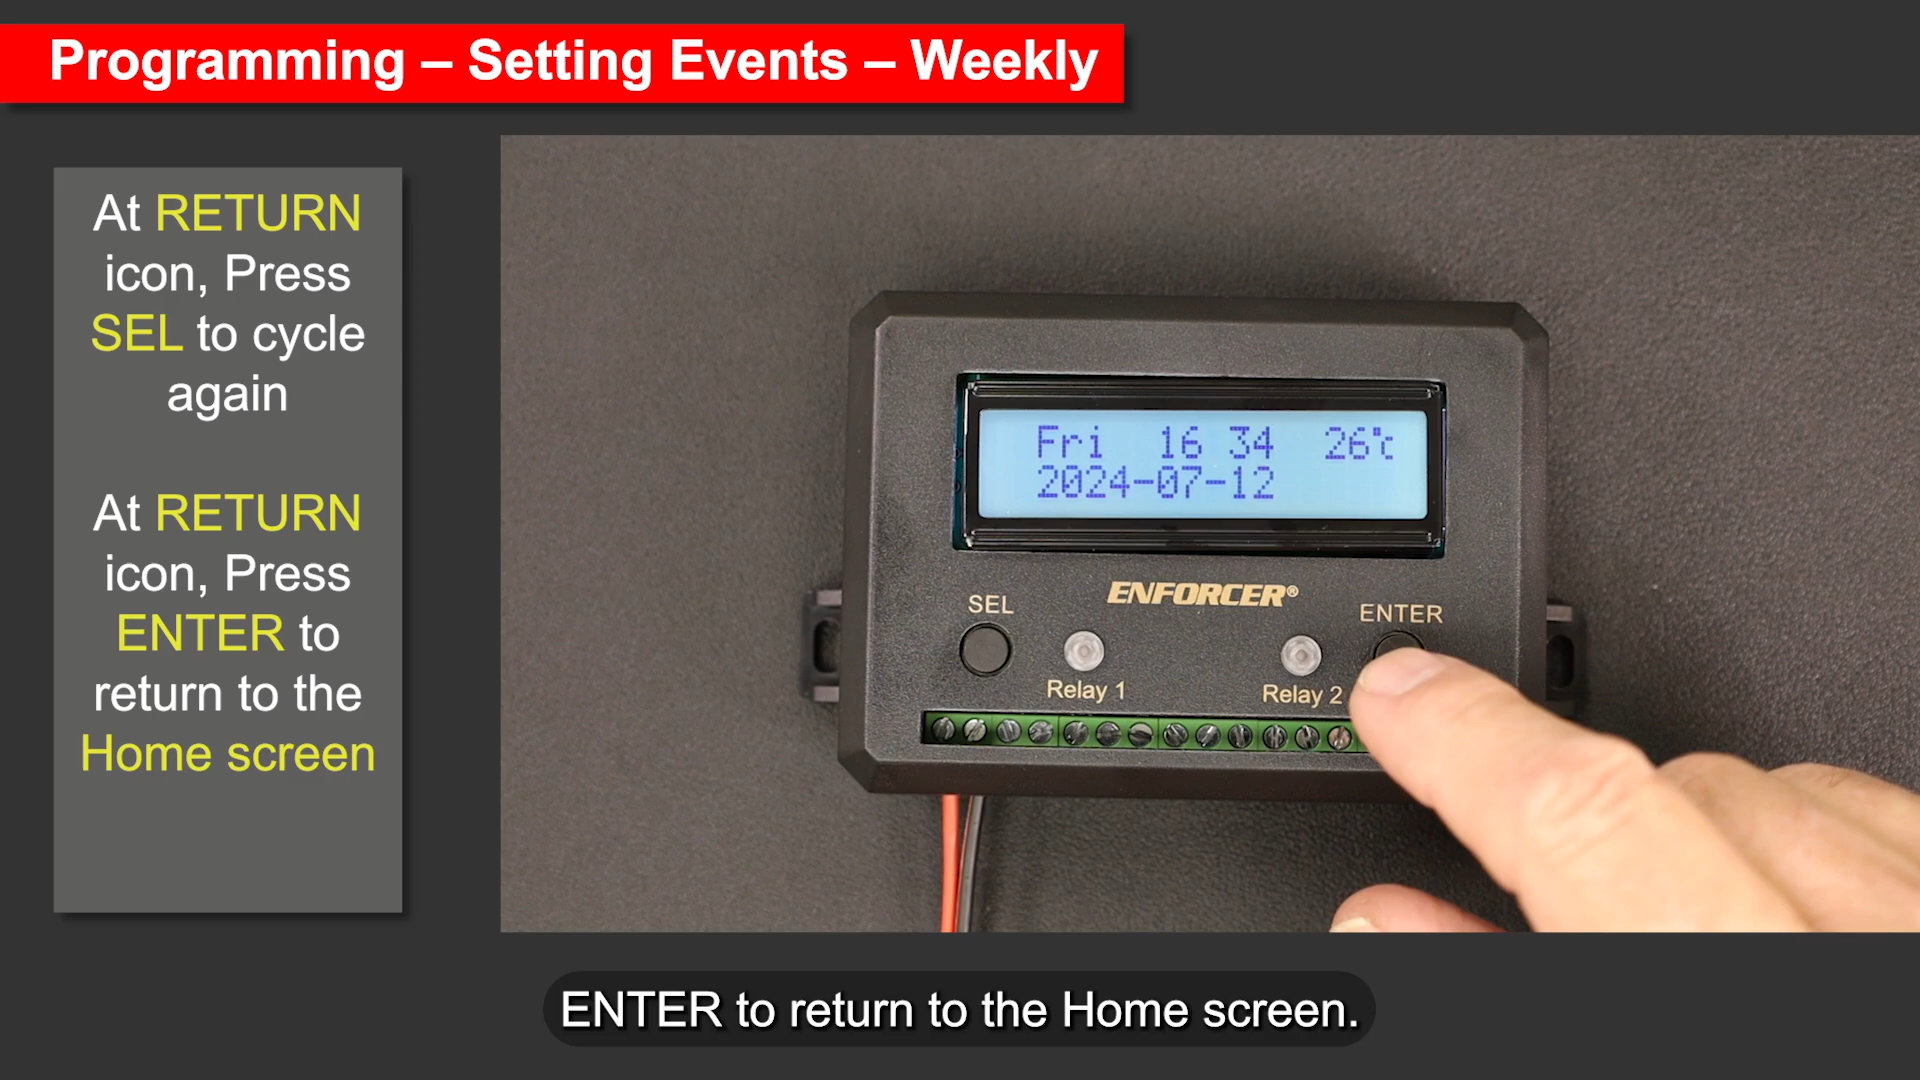 Programming – Setting Events – Weekly
At RETURN
icon, Press
SEL to cycle
again
At RETURN
icon, Press
ENTER to
return to the
Home screen
Fri 16 34 26°c
2024-07-12
ENFORCER®
SEL
ENTER
Relay 1
Relay 2
ENTER to return to the Home screen.